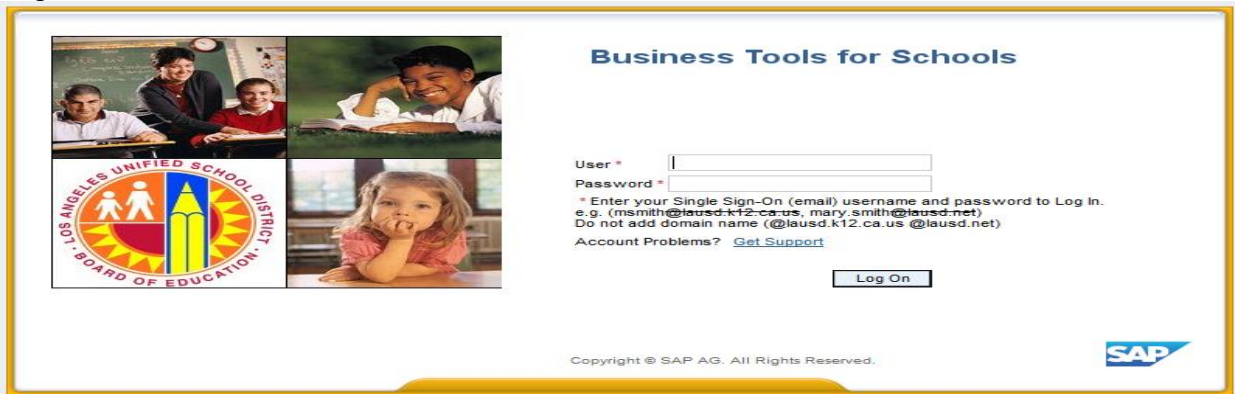 LOS ANGELES UNIFIED SCHOOL DISTRICT
BOARD OF EDUCATION
Business Tools for Schools
User *
Password *
* Enter your Single Sign-On (email) username and password to Log In.
e.g. (msmith@lausd.k12.ca.us, mary.smith@lausd.net)
Do not add domain name (@lausd.k12.ca.us @lausd.net)
Account Problems? Get Support
Log On
Copyright © SAP AG. All Rights Reserved.
SAP